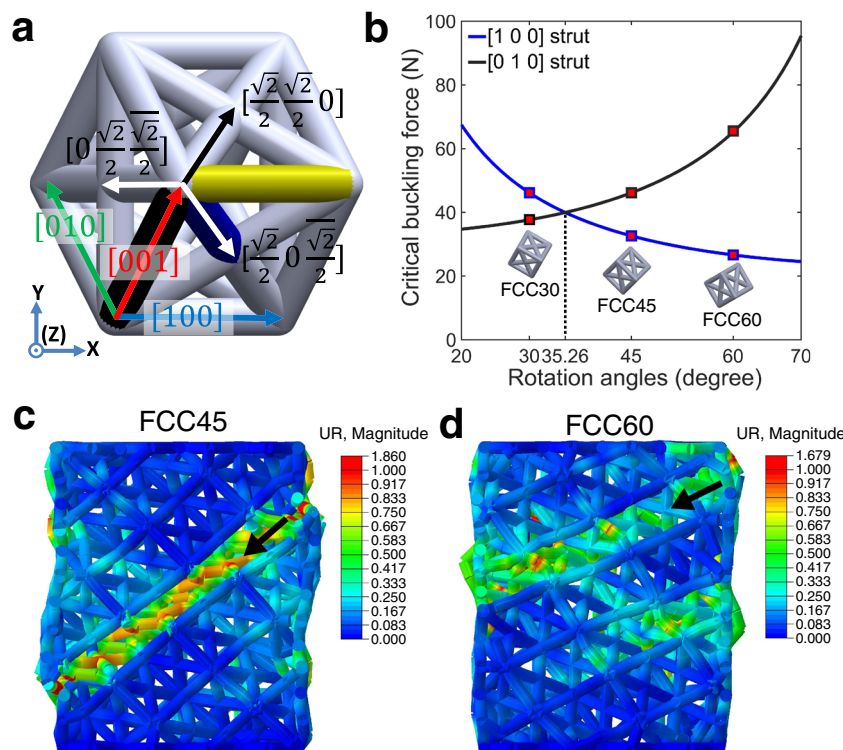 a
[√2/2 √2/2 0]
[0 √2/2 √2̅/2]
[010]
[001]
[√2/2 0 √2̅/2]
[100]
Y
(Z)
X
b
Critical buckling force (N)
100
80
60
40
20
0
[1 0 0] strut
[0 1 0] strut
FCC30
FCC45
FCC60
20
30
35.26
45
60
70
Rotation angles (degree)
c
FCC45
UR, Magnitude
1.860
1.000
0.917
0.833
0.750
0.667
0.583
0.500
0.417
0.333
0.250
0.167
0.083
0.000
d
FCC60
UR, Magnitude
1.679
1.000
0.917
0.833
0.750
0.667
0.583
0.500
0.417
0.333
0.250
0.167
0.083
0.000